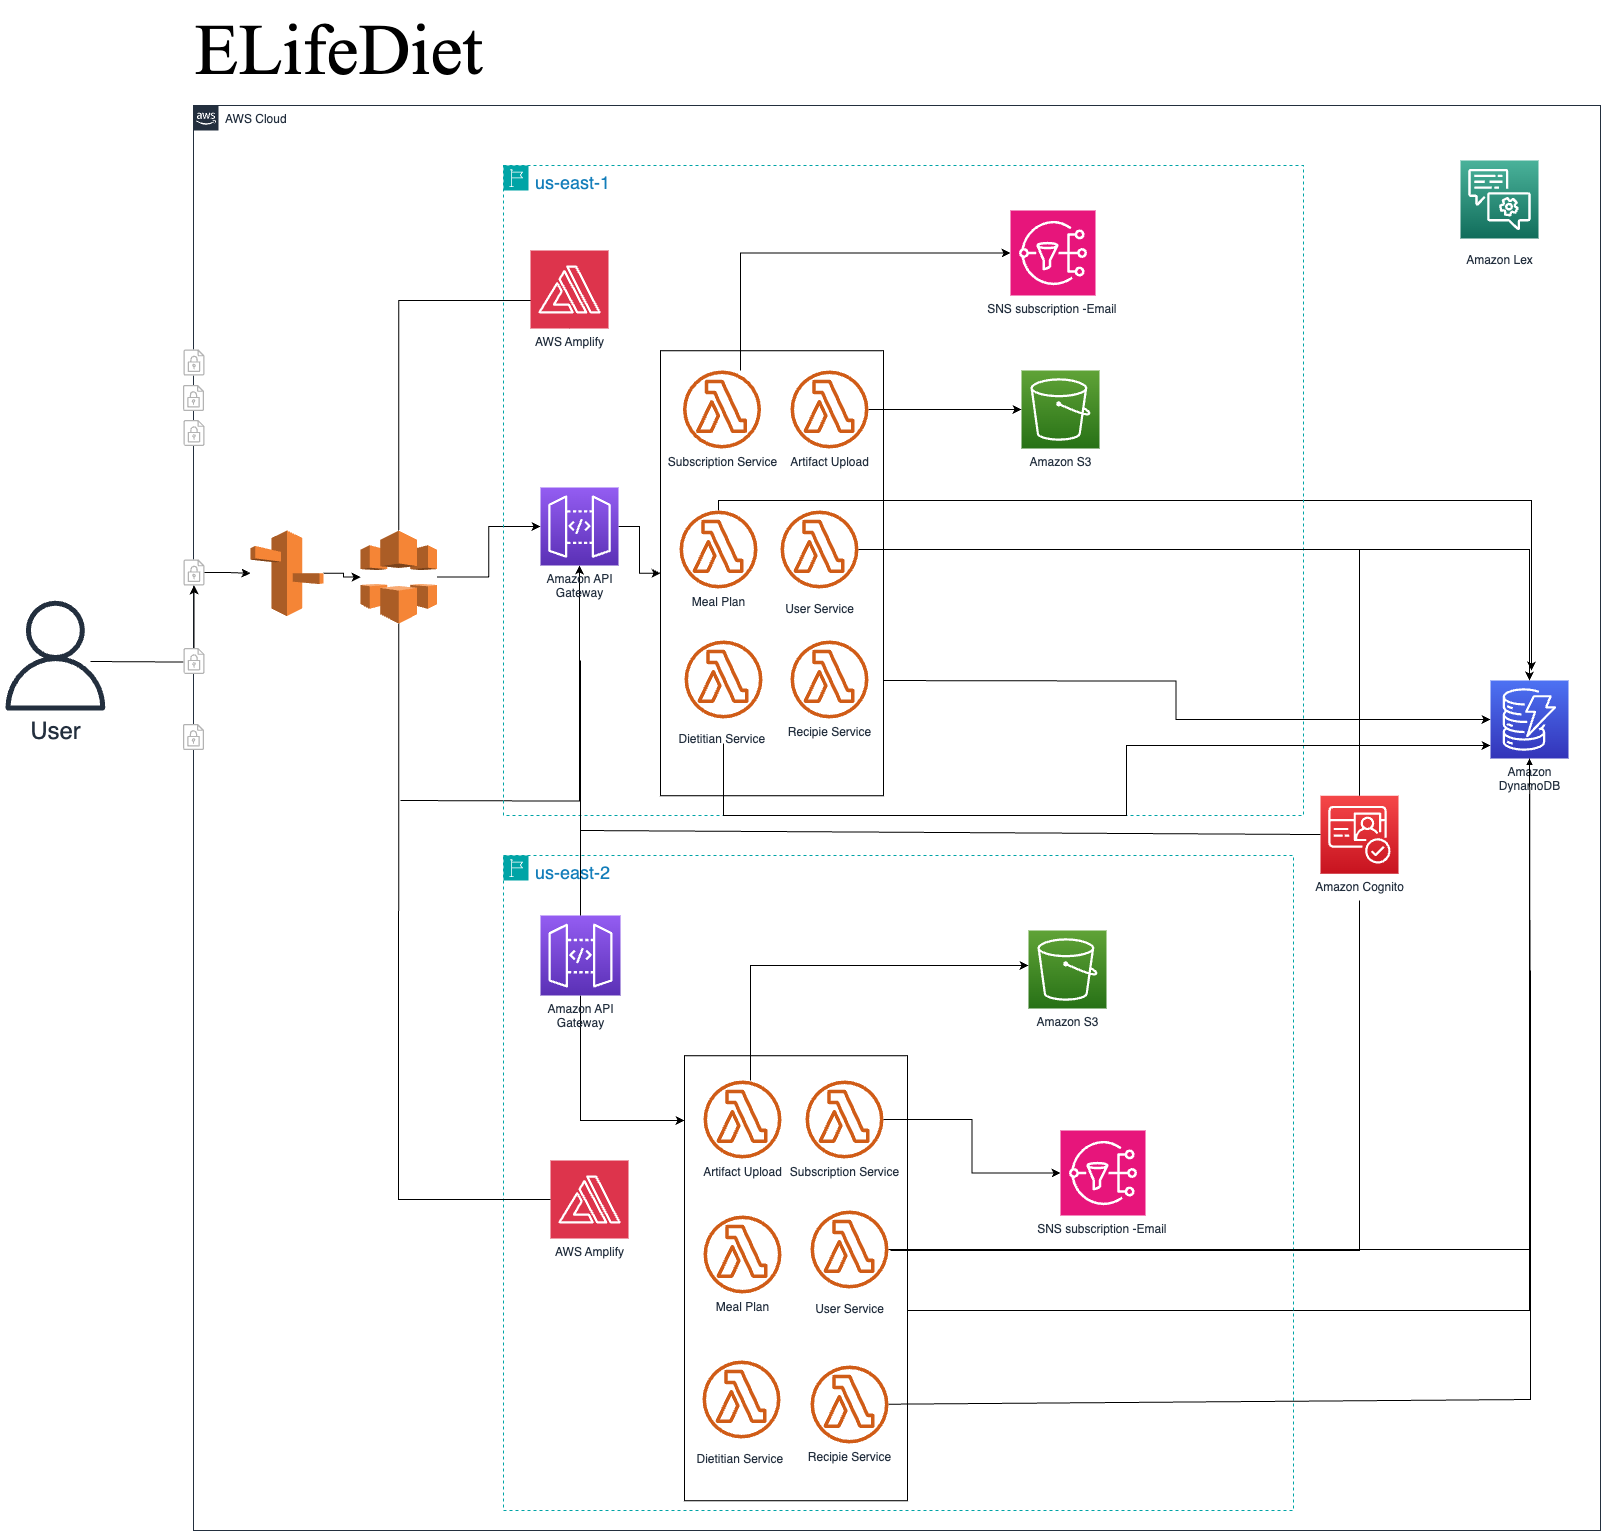 ELifeDiet
aws
AWS Cloud
us-east-1
Amazon Lex
SNS subscription -Email
AWS Amplify
Subscription Service
Artifact Upload
Amazon S3
</>
Amazon API
Gateway
Meal Plan
User Service
User
Dietitian Service
Recipie Service
Amazon
DynamoDB
Amazon Cognito
us-east-2
</>
Amazon API
Gateway
Amazon S3
Artifact Upload
Subscription Service
SNS subscription -Email
AWS Amplify
Meal Plan
User Service
Dietitian Service
Recipie Service